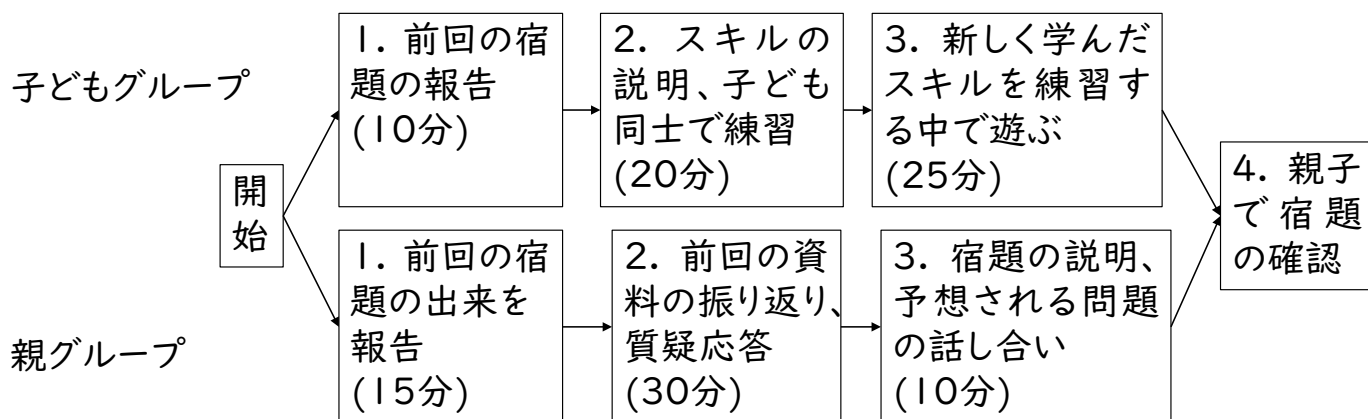 子どもグループ
1. 前回の宿
題の報告
(10分)
2. スキルの
説明、子ども
同士で練習
(20分)
3. 新しく学んだ
スキルを練習す
る中で遊ぶ
(25分)
開
始
4. 親子
で宿題
の確認
親グループ
1. 前回の宿
題の出来を
報告
(15分)
2. 前回の資
料の振り返り、
質疑応答
(30分)
3. 宿題の説明、
予想される問題
の話し合い
(10分)